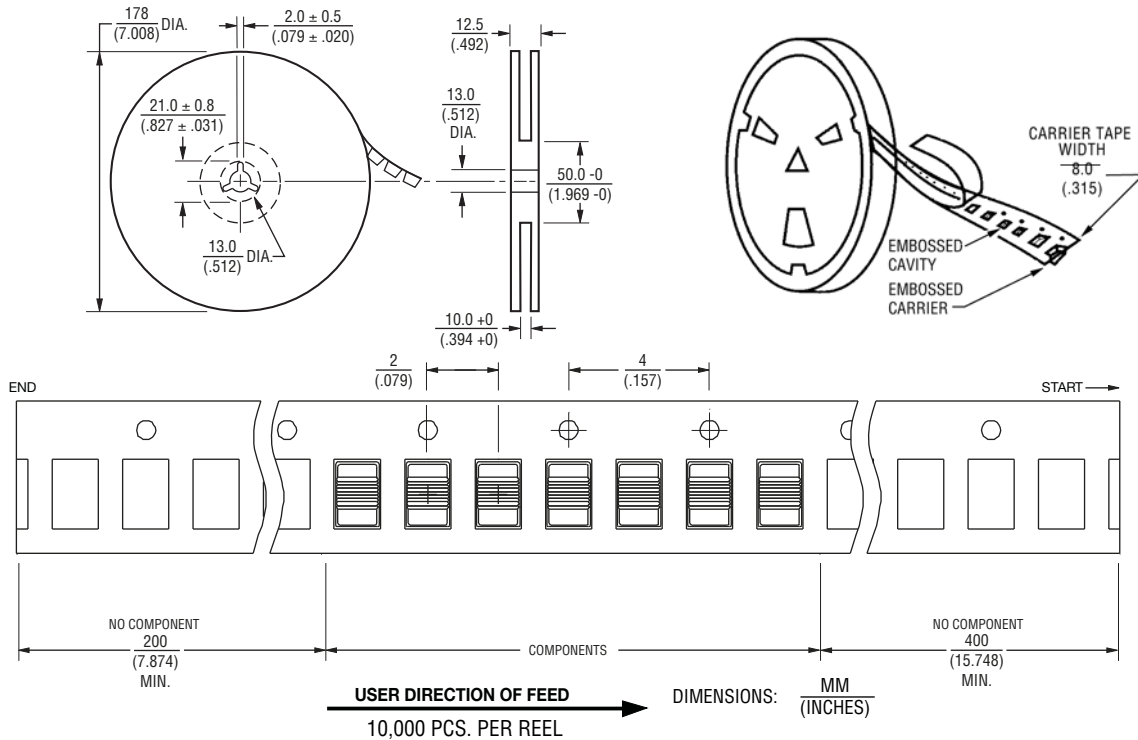 178
(7.008)
DIA.
2.0 ± 0.5
(.079 ± .020)
12.5
(.492)
21.0 ± 0.8
(.827 ± .031)
13.0
(.512)
DIA.
50.0 -0
(1.969 -0)
13.0
(.512)
DIA.
10.0 +0
(.394 +0)
CARRIER TAPE
WIDTH
8.0
(.315)
EMBOSSED
CAVITY
EMBOSSED
CARRIER
2
(.079)
4
(.157)
END
START
NO COMPONENT
200
(7.874)
MIN.
COMPONENTS
NO COMPONENT
400
(15.748)
MIN.
USER DIRECTION OF FEED
10,000 PCS. PER REEL
DIMENSIONS:
MM
(INCHES)